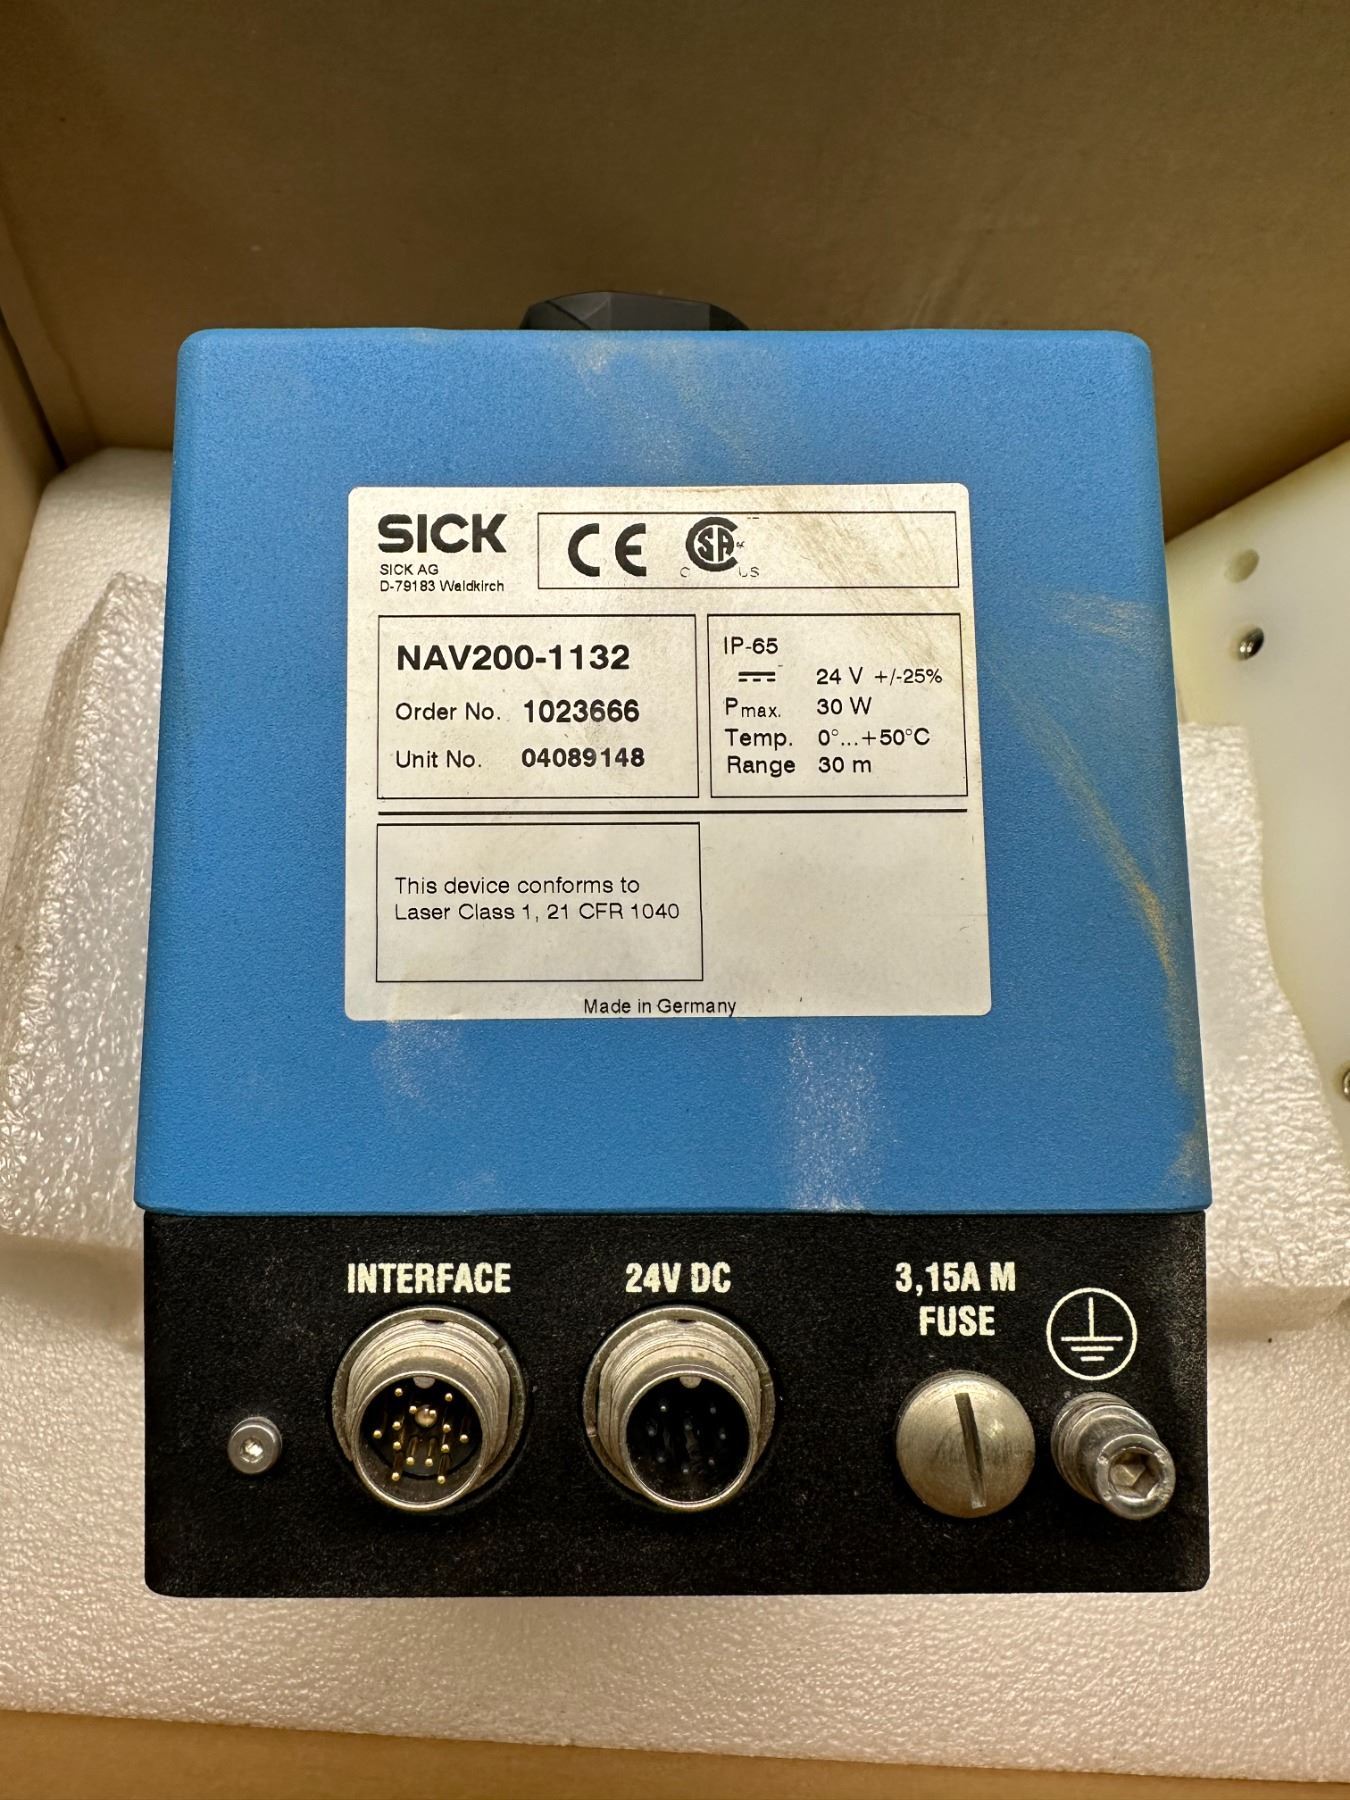 SICK
SICK AG
D-79183 Waldkirch
CE
CSA
C US
NAV200-1132
Order No. 1023666
Unit No. 04089148
IP-65
24 V +/-25%
Pmax. 30 W
Temp. 0°...+50°C
Range 30 m
This device conforms to
Laser Class 1, 21 CFR 1040
Made in Germany
INTERFACE
24V DC
3,15A M
FUSE